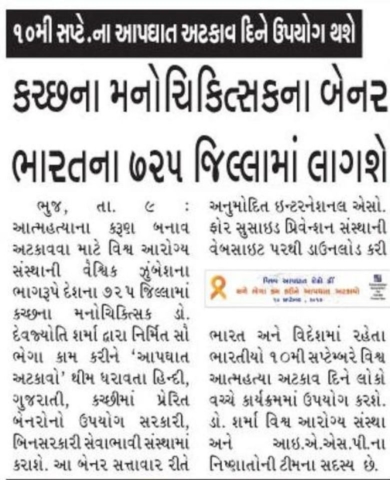 ૧૦મી સપ્ટે.ના આપઘાત અટકાવ દિને ઉપયોગ થશે
કચ્છના મનોચિકિત્સકના બેનર
ભારતના ૭૨૫ જિલ્લામાં લાગશે
ભુજ, તા. ૯ :
આત્મહત્યાના કરૂણ બનાવ
અટકાવવા માટે વિશ્વ આરોગ્ય
સંસ્થાની વૈશ્વિક ઝુંબેશના
ભાગરૂપે દેશના ૭૨૫ જિલ્લામાં
કચ્છના મનોચિકિત્સક ડો.
દેવજ્યોતિ શર્મા દ્વારા નિર્મિત સૌ
ભેગા કામ કરીને ‘આપઘાત
અટકાવો’ થીમ ધરાવતા હિન્દી,
ગુજરાતી, કચ્છીમાં પ્રેરિત
બેનરોનો ઉપયોગ સરકારી,
બિનસરકારી સેવાભાવી સંસ્થામાં
કરાશે. આ બેનર સત્તાવાર રીતે
અનુમોદિત ઇન્ટરનેશનલ એસો.
ફોર સુસાઇડ પ્રિવેન્શન સંસ્થાની
વેબસાઇટ પરથી ડાઉનલોડ કરી
ભારત અને વિદેશમાં રહેતા
ભારતીયો ૧૦મી સપ્ટેમ્બરે વિશ્વ
આત્મહત્યા અટકાવ દિને લોકો
વચ્ચે કાર્યક્રમમાં ઉપયોગ કરશે.
ડો. શર્મા વિશ્વ આરોગ્ય સંસ્થા
અને આઇ.એ.એસ.પી.ના
નિષ્ણાતોની ટીમના સદસ્ય છે.